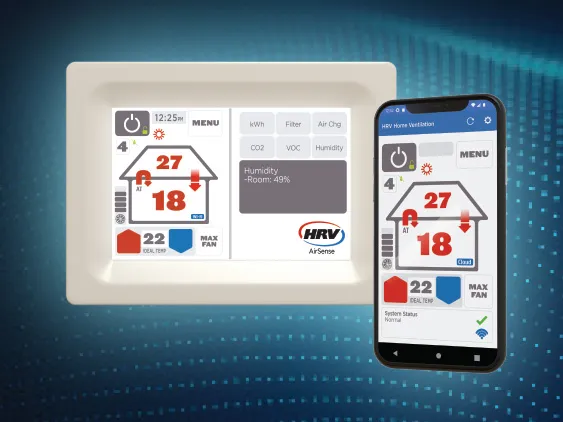 12:25PM
MENU
4
27
AT
18
Wi-Fi
22
IDEAL TEMP
MAX
FAN
kWh
Filter
Air Chg
CO2
VOC
Humidity
Humidity
-Room: 49%
HRV
AirSense
HRV Home Ventilation
MENU
4
27
AT
18
Cloud
22
IDEAL TEMP
MAX
FAN
System Status
Normal